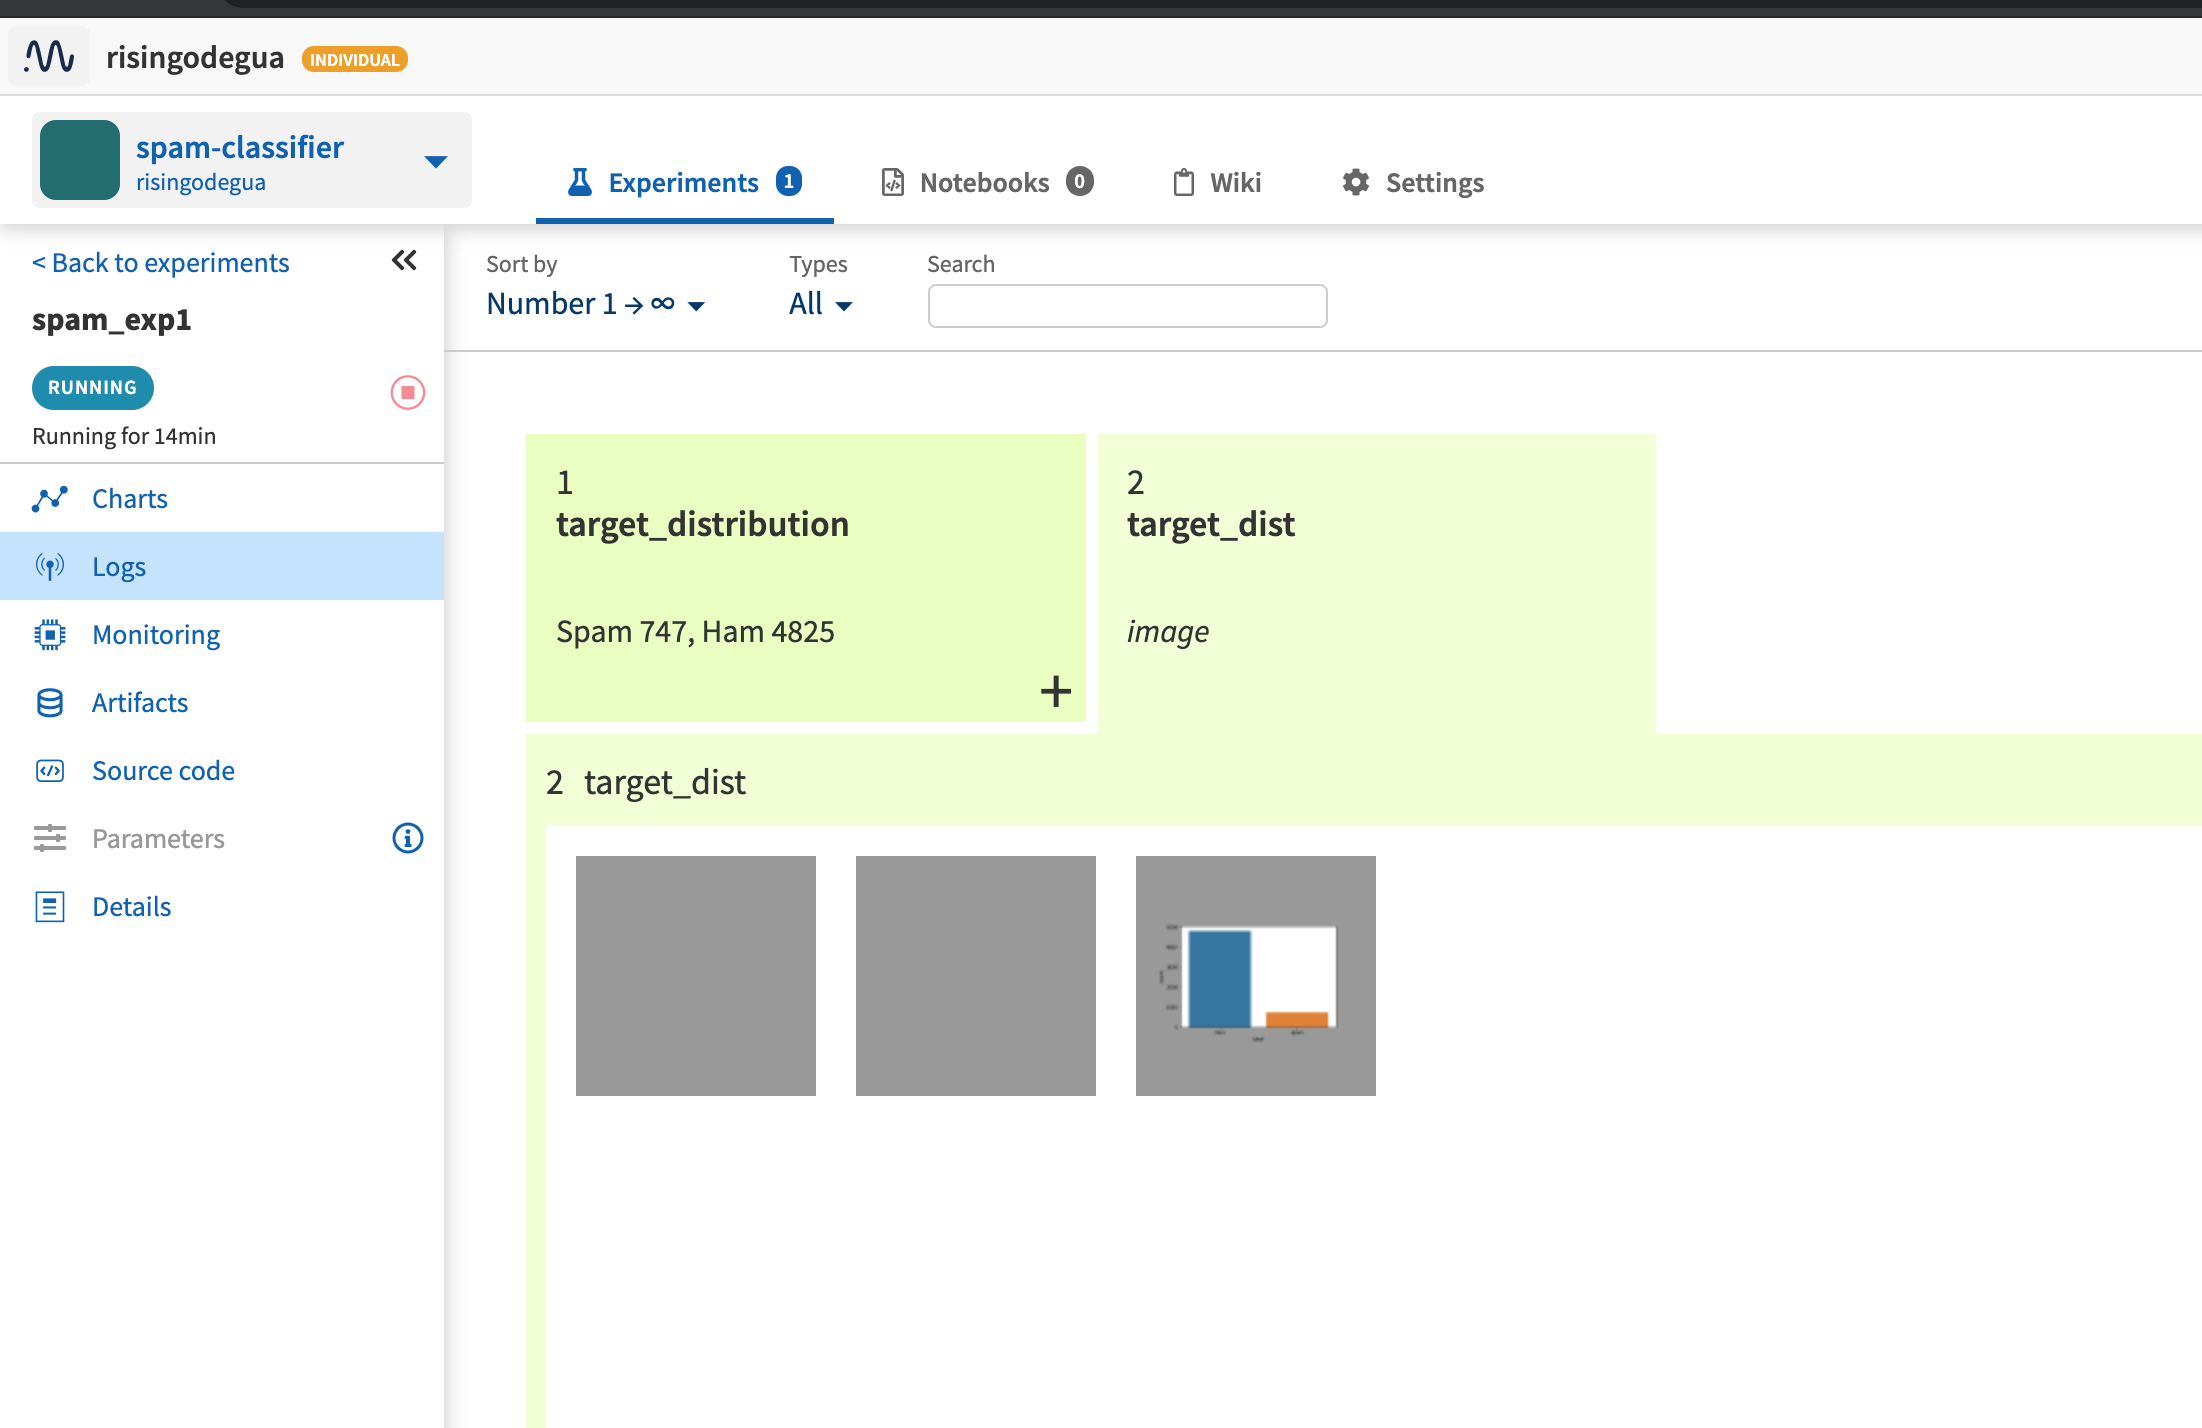 risingodegua INDIVIDUAL
spam-classifier
risingodegua
Experiments 1
Notebooks 0
Wiki
Settings
< Back to experiments
spam_exp1
RUNNING
Running for 14min
Charts
Logs
Monitoring
Artifacts
Source code
Parameters
Details
Sort by
Number 1 → ∞
Types
All
Search
1
target_distribution
Spam 747, Ham 4825
+
2
target_dist
image
2 target_dist